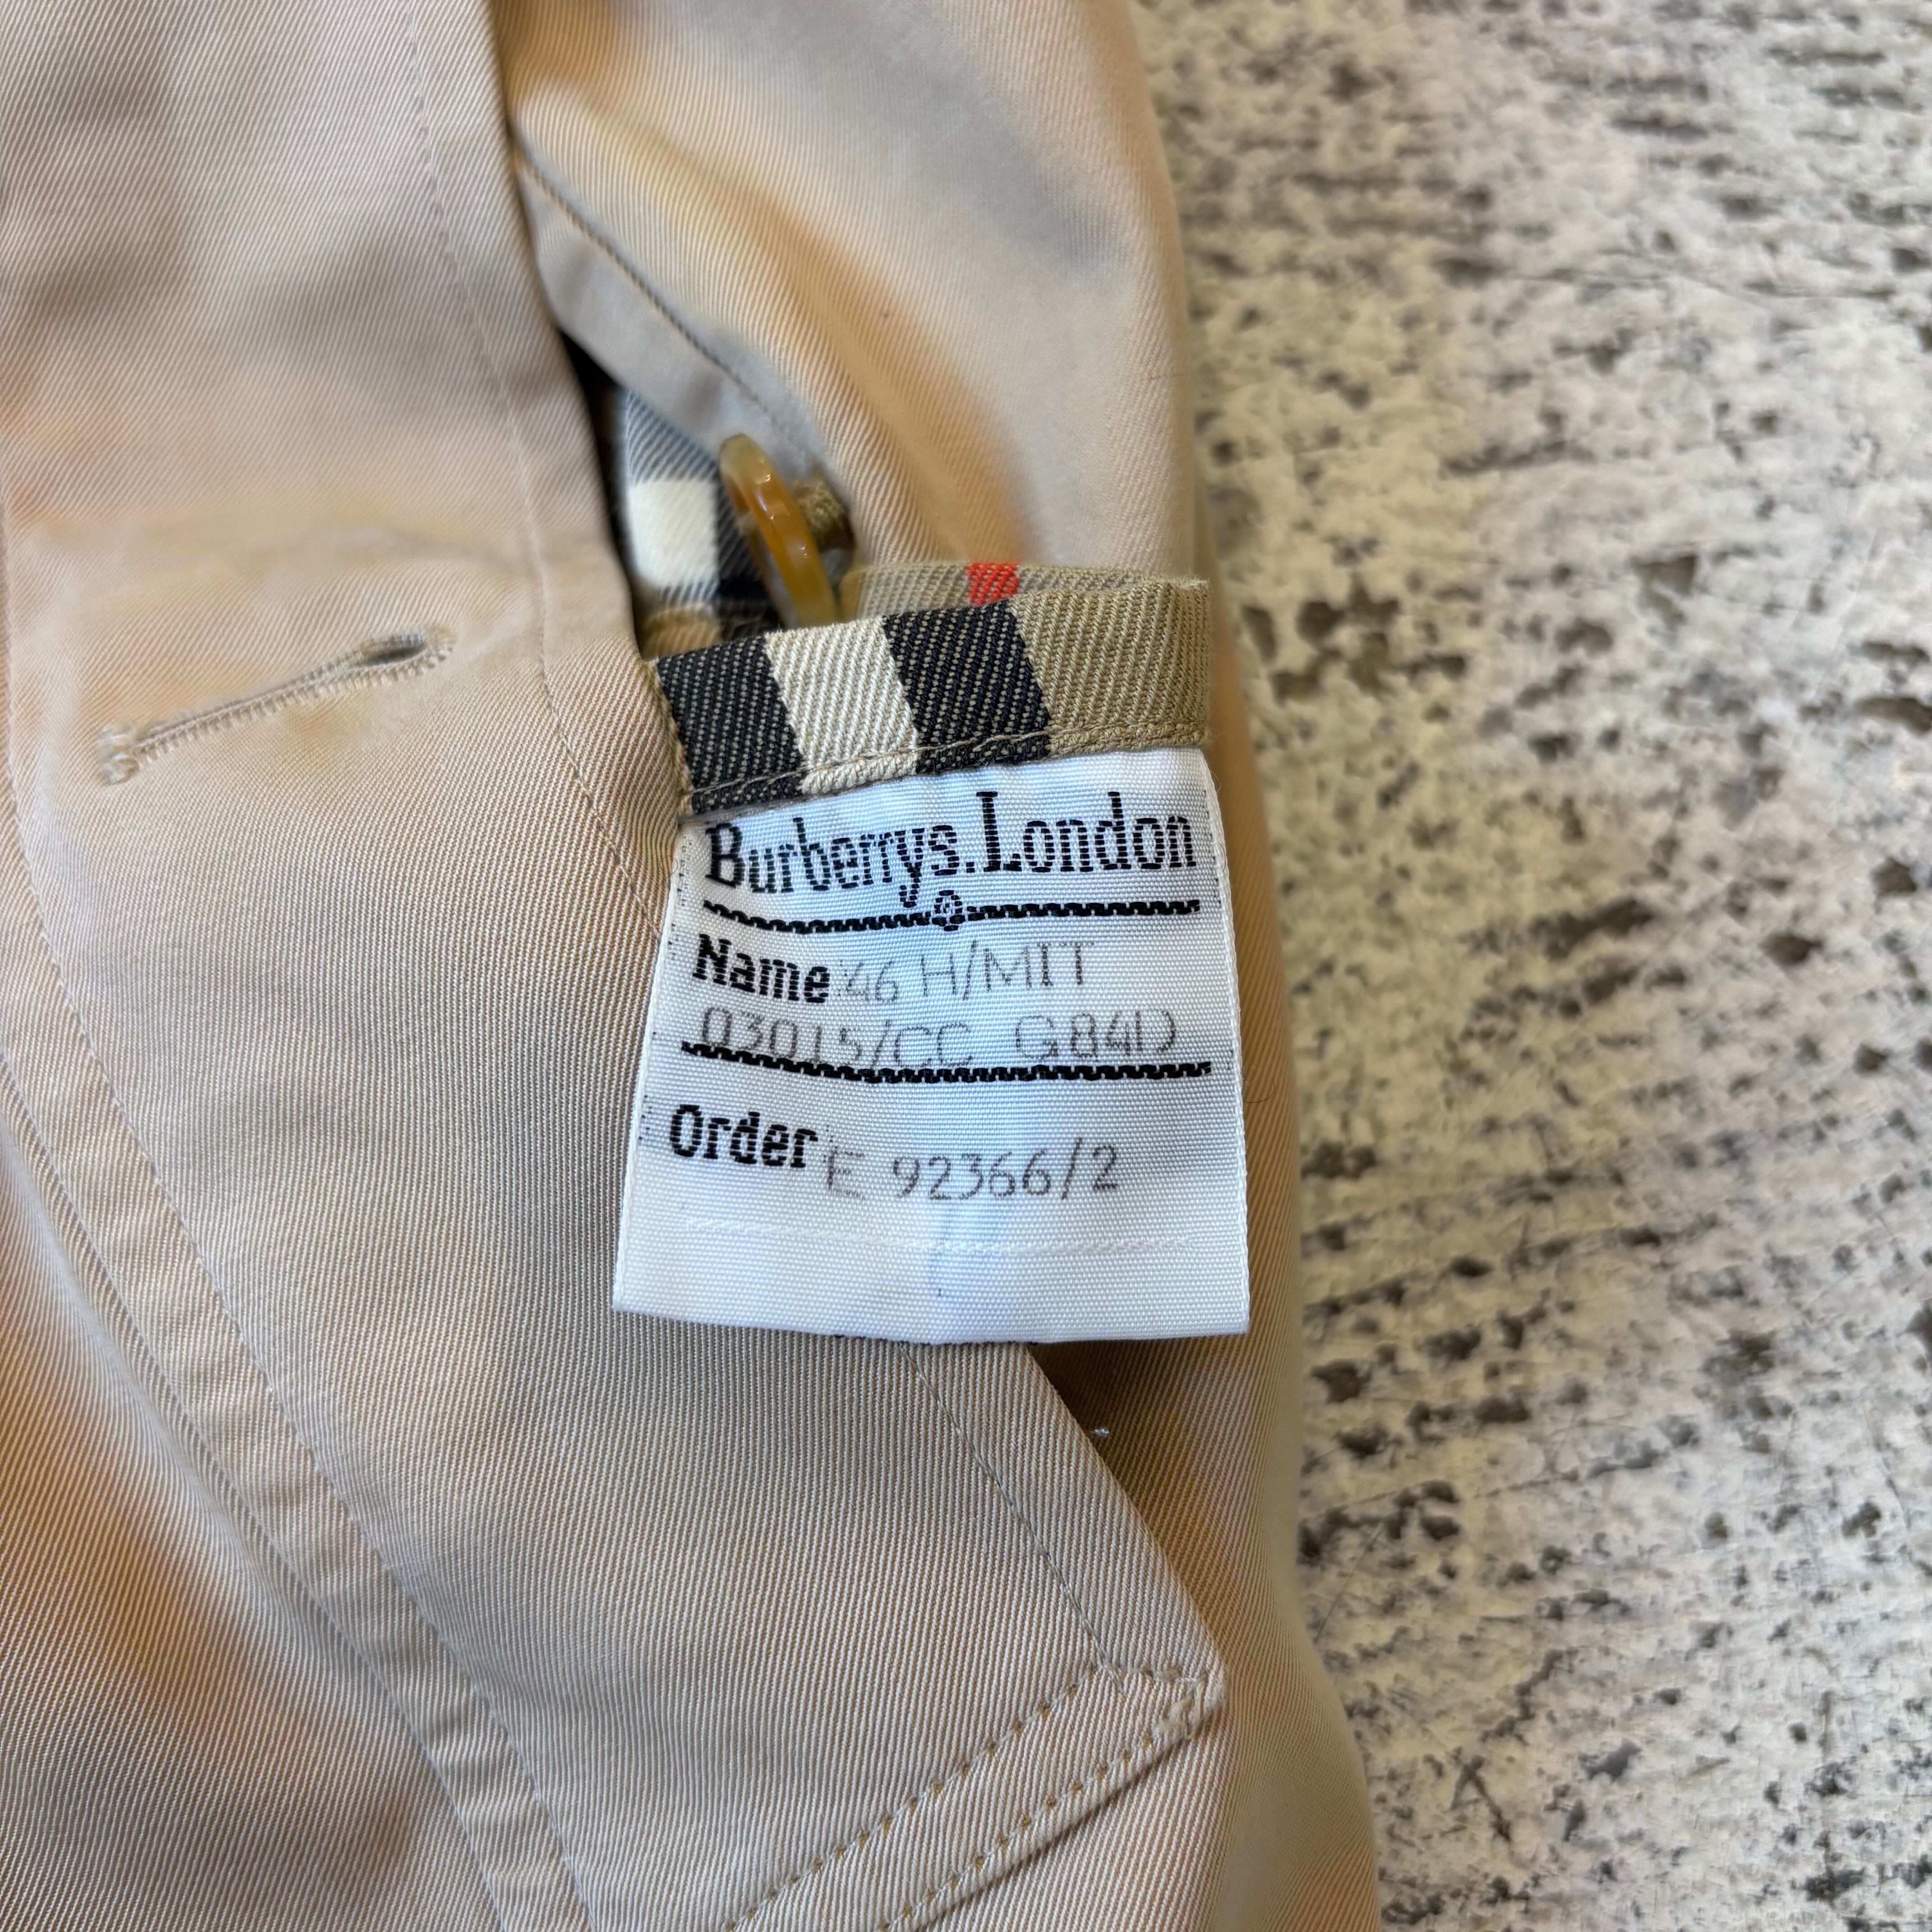 Burberrys.London
Name 46 H/MIT
03015/CC G84D
Order E 92366/2